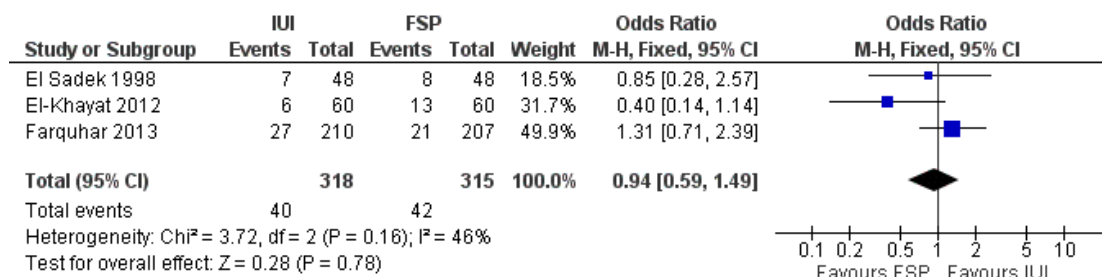 IUI FSP Odds Ratio Odds Ratio
Study or Subgroup Events Total Events Total Weight M-H, Fixed, 95% CI M-H, Fixed, 95% CI
El Sadek 1998 7 48 8 48 18.5% 0.85 [0.28, 2.57]
El-Khayat 2012 6 60 13 60 31.7% 0.40 [0.14, 1.14]
Farquhar 2013 27 210 21 207 49.9% 1.31 [0.71, 2.39]
Total (95% CI) 318 315 100.0% 0.94 [0.59, 1.49]
Total events 40 42
Heterogeneity: Chi² = 3.72, df = 2 (P = 0.16); I² = 46%
Test for overall effect: Z = 0.28 (P = 0.78)
0.1 0.2 0.5 1 2 5 10
Favours FSP Favours IUI